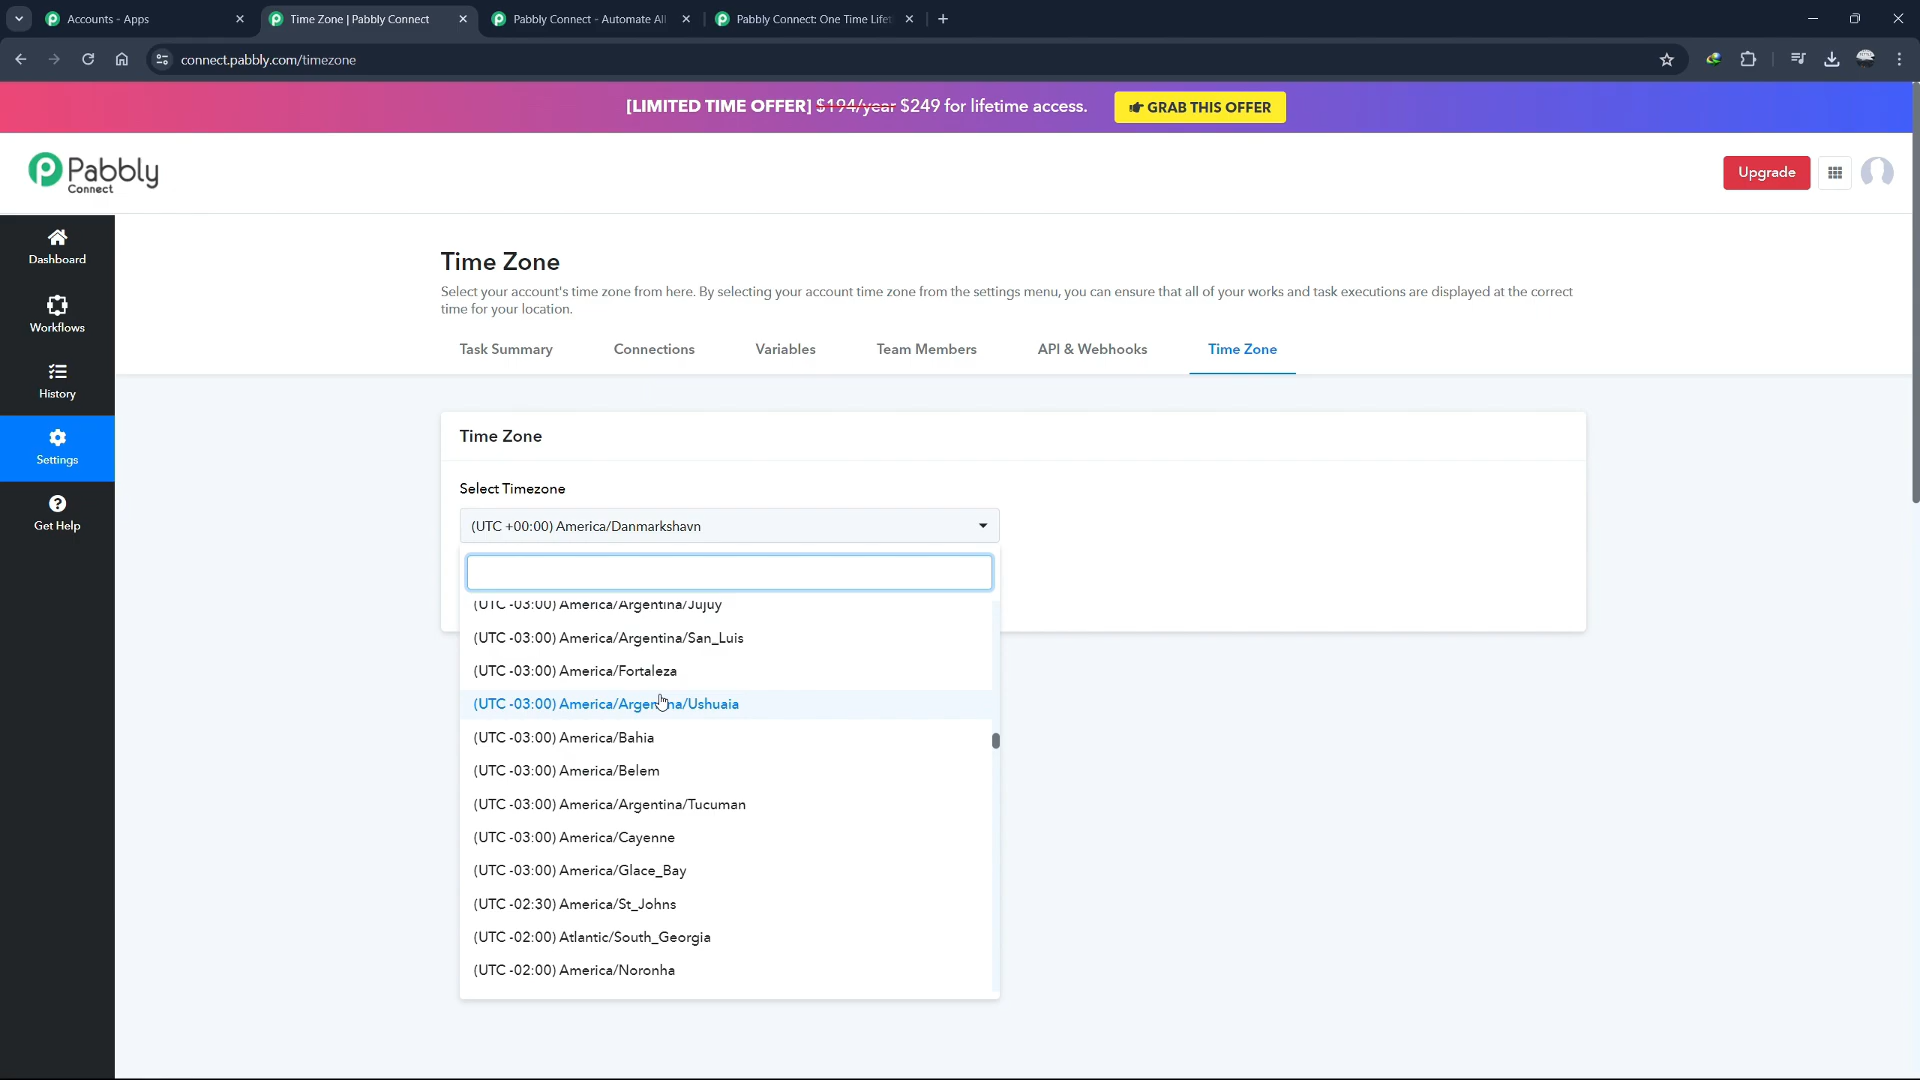 Accounts - Apps
Time Zone | Pabbly Connect
Pabbly Connect - Automate All
Pabbly Connect: One Time Lifet
connect.pabbly.com/timezone
[LIMITED TIME OFFER] $194/year $249 for lifetime access.
GRAB THIS OFFER
Pabbly
Connect
Upgrade
Dashboard
Workflows
History
Settings
Get Help
Time Zone
Select your account's time zone from here. By selecting your account time zone from the settings menu, you can ensure that all of your works and task executions are displayed at the correct
time for your location.
Task Summary
Connections
Variables
Team Members
API & Webhooks
Time Zone
Time Zone
Select Timezone
(UTC +00:00) America/Danmarkshavn
(UTC -03:00) America/Argentina/Jujuy
(UTC -03:00) America/Argentina/San_Luis
(UTC -03:00) America/Fortaleza
(UTC -03:00) America/Argentina/Ushuaia
(UTC -03:00) America/Bahia
(UTC -03:00) America/Belem
(UTC -03:00) America/Argentina/Tucuman
(UTC -03:00) America/Cayenne
(UTC -03:00) America/Glace_Bay
(UTC -02:30) America/St_Johns
(UTC -02:00) Atlantic/South_Georgia
(UTC -02:00) America/Noronha